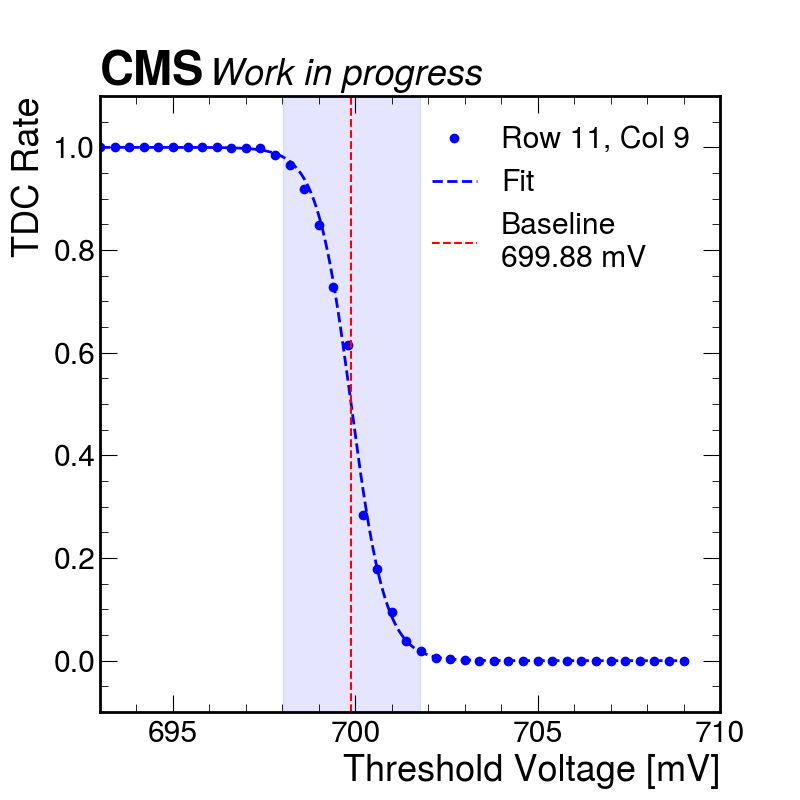 CMS Work in progress
TDC Rate
1.0
0.8
0.6
0.4
0.2
0.0
Row 11, Col 9
Fit
Baseline
699.88 mV
695
700
705
710
Threshold Voltage [mV]